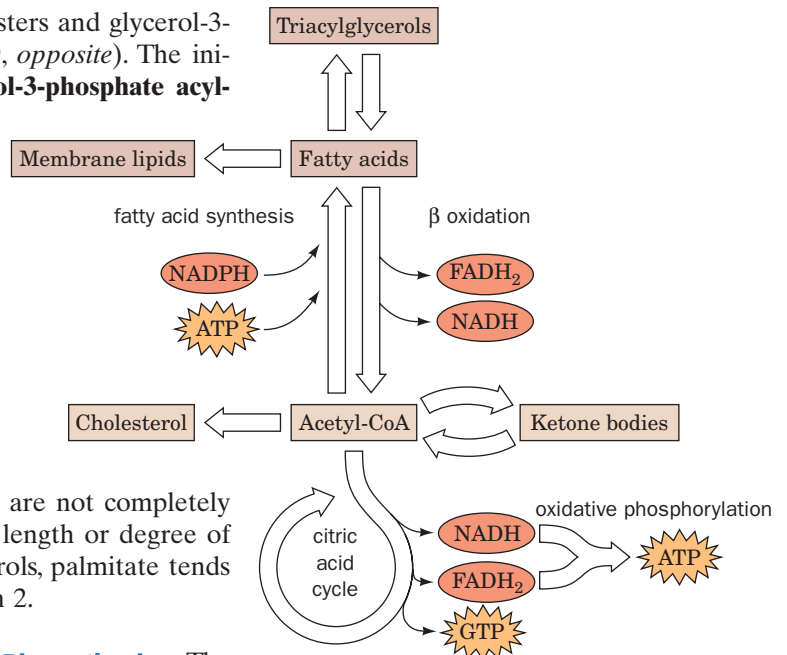 sters and glycerol-3-
, opposite). The ini-
ol-3-phosphate acyl-
Triacylglycerols
Membrane lipids
Fatty acids
fatty acid synthesis
β oxidation
NADPH
FADH₂
ATP
NADH
Cholesterol
Acetyl-CoA
Ketone bodies
are not completely
length or degree of
rols, palmitate tends
n 2.
citric
acid
cycle
NADH
oxidative phosphorylation
FADH₂
ATP
GTP